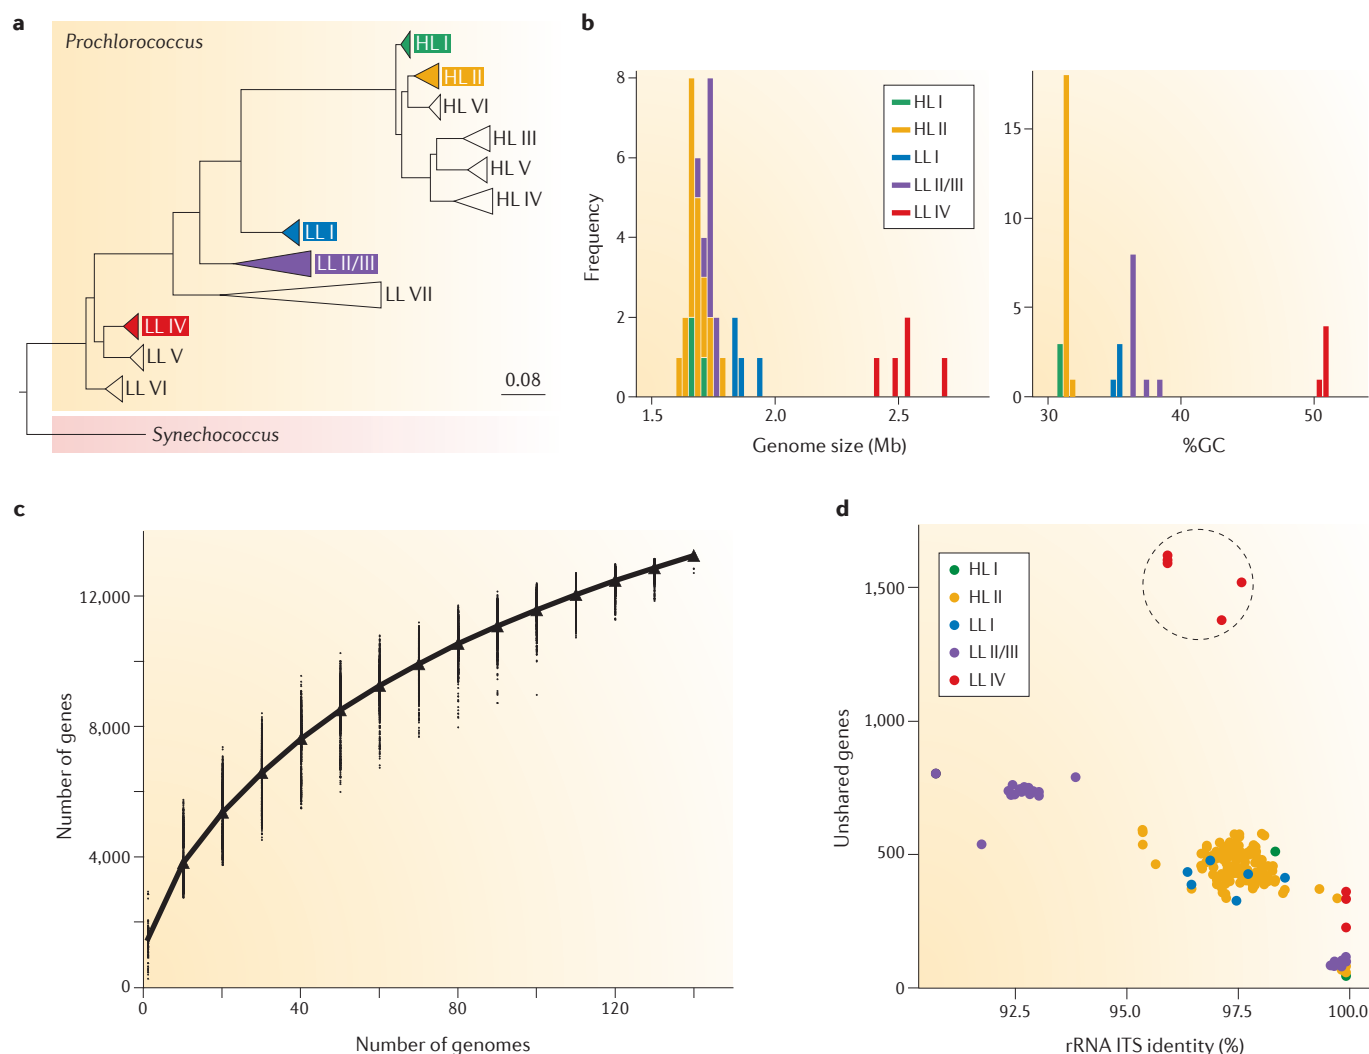 a
Prochlorococcus
HL I
HL II
HL VI
HL III
HL V
HL IV
LL I
LL II/III
LL VII
LL IV
LL V
LL VI
0.08
Synechococcus
b
Frequency
8
6
4
2
0
1.5
2.0
2.5
Genome size (Mb)
HL I
HL II
LL I
LL II/III
LL IV
15
10
5
0
30
40
50
%GC
c
Number of genes
12,000
8,000
4,000
0
0
40
80
120
Number of genomes
d
Unshared genes
1,500
1,000
500
0
HL I
HL II
LL I
LL II/III
LL IV
92.5
95.0
97.5
100.0
rRNA ITS identity (%)